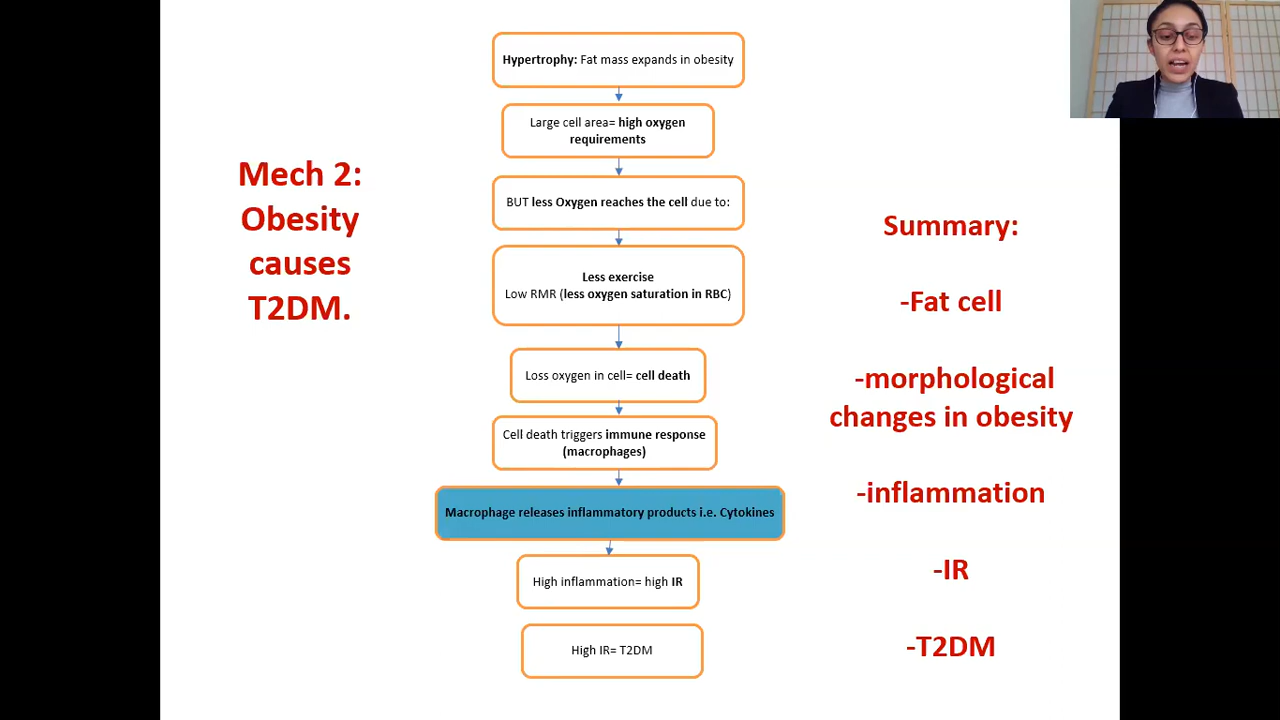 Mech 2:
Obesity
causes
T2DM.
Hypertrophy: Fat mass expands in obesity
Large cell area= high oxygen
requirements
BUT less Oxygen reaches the cell due to:
Less exercise
Low RMR (less oxygen saturation in RBC)
Loss oxygen in cell= cell death
Cell death triggers immune response
(macrophages)
Macrophage releases inflammatory products i.e. Cytokines
High inflammation= high IR
High IR= T2DM
Summary:
-Fat cell
-morphological
changes in obesity
-inflammation
-IR
-T2DM